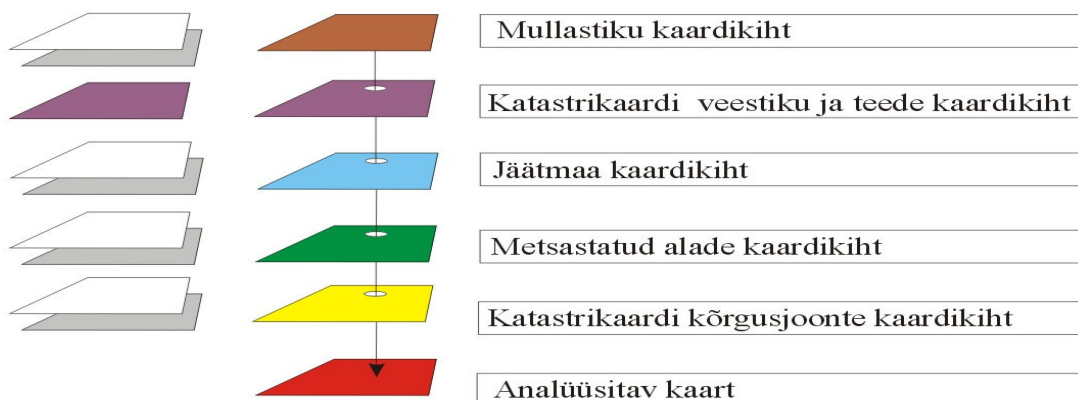 Mullastiku kaardikiht
Katastrikaardi veestiku ja teede kaardikiht
Jäätmaa kaardikiht
Metsastatud alade kaardikiht
Katastrikaardi kõrgusjoonte kaardikiht
Analüüsitav kaart